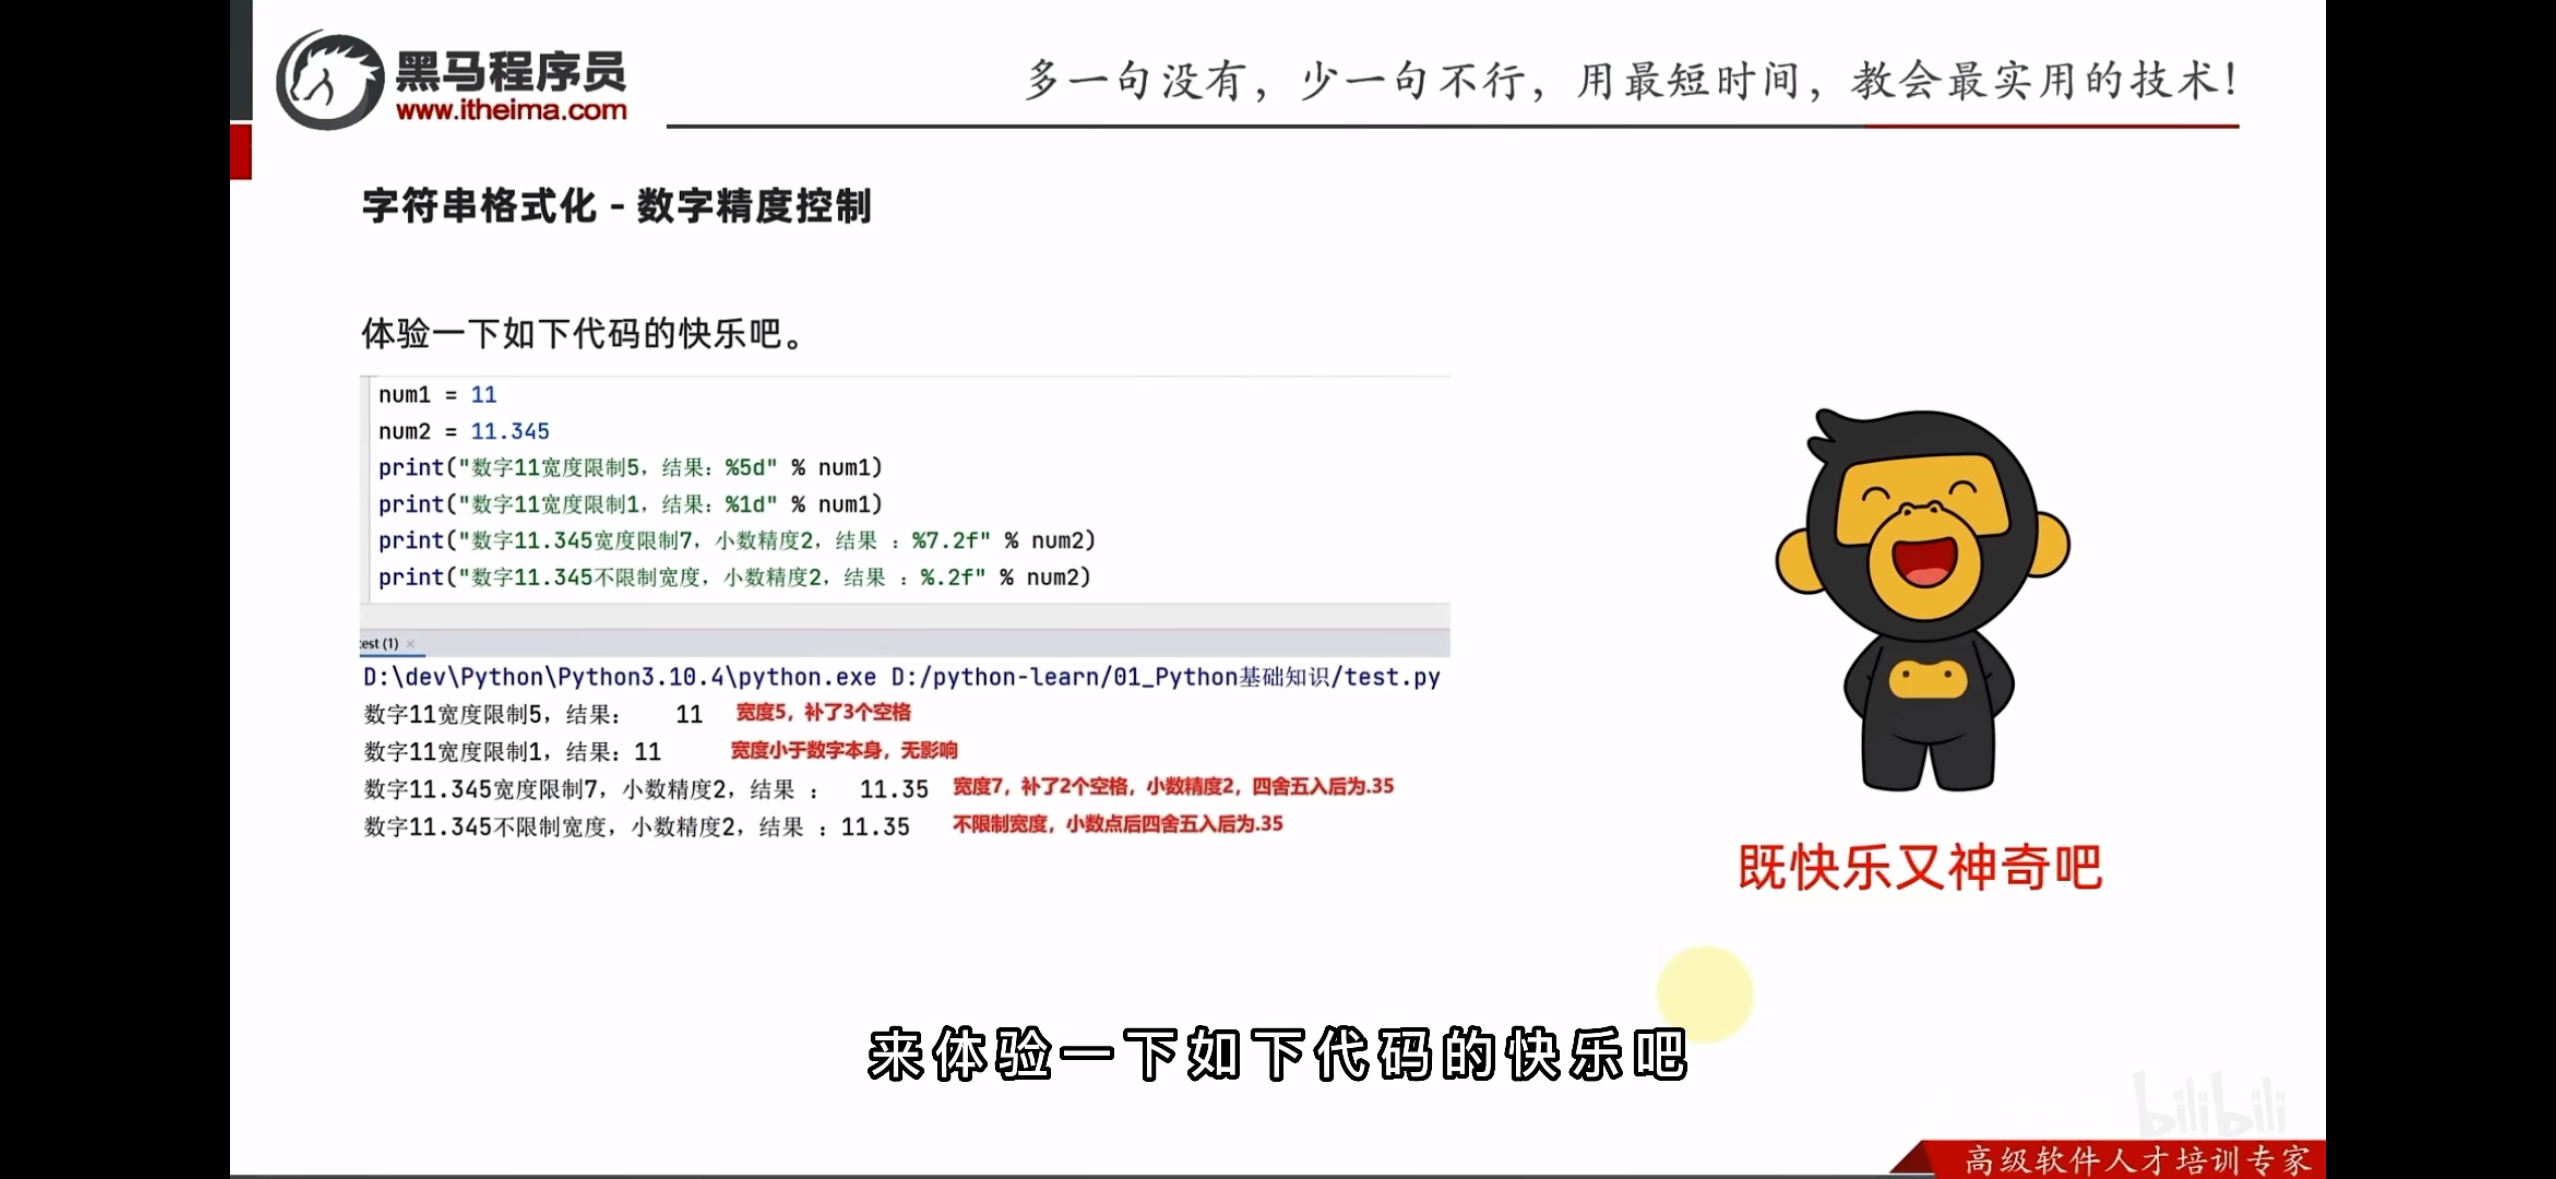 黑马程序员
www.itheima.com
多一句没有，少一句不行，用最短时间，教会最实用的技术！
字符串格式化 - 数字精度控制
体验一下如下代码的快乐吧。
num1 = 11
num2 = 11.345
print("数字11宽度限制5，结果：%5d" % num1)
print("数字11宽度限制1，结果：%1d" % num1)
print("数字11.345宽度限制7，小数精度2，结果 ：%7.2f" % num2)
print("数字11.345不限制宽度，小数精度2，结果 ：%.2f" % num2)
test (1) ×
D:\dev\Python\Python3.10.4\python.exe D:/python-learn/01_Python基础知识/test.py
数字11宽度限制5，结果：   11 宽度5，补了3个空格
数字11宽度限制1，结果：11 宽度小于数字本身，无影响
数字11.345宽度限制7，小数精度2，结果 ：  11.35 宽度7，补了2个空格，小数精度2，四舍五入后为.35
数字11.345不限制宽度，小数精度2，结果 ：11.35 不限制宽度，小数点后四舍五入后为.35
既快乐又神奇吧
来体验一下如下代码的快乐吧
bilibili
高级软件人才培训专家